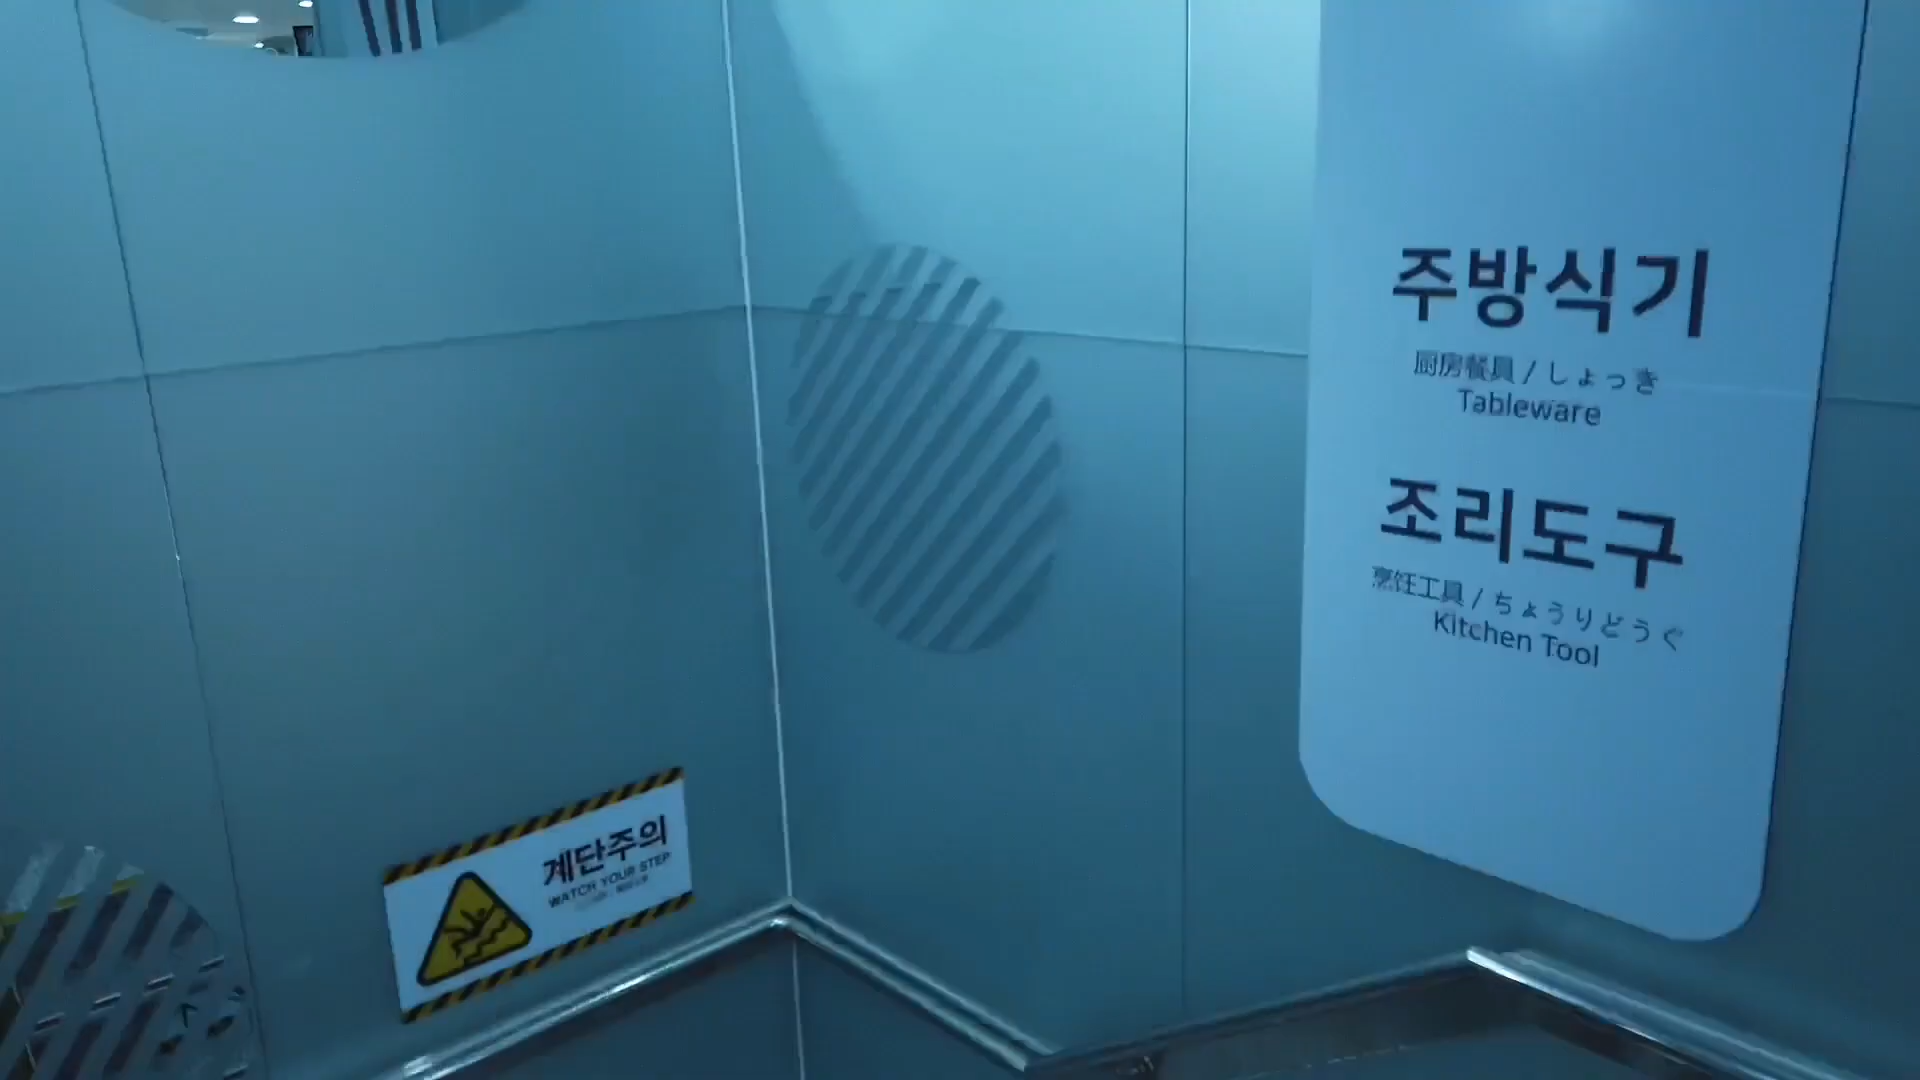 주방식기
厨房餐具 / しょっき
Tableware
조리도구
烹饪工具 / ちょうりどうぐ
Kitchen Tool
계단주의
WATCH YOUR STEP